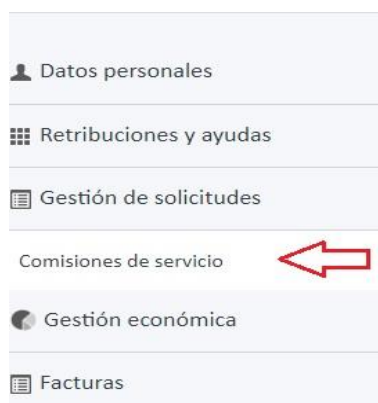 Datos personales
Retribuciones y ayudas
Gestión de solicitudes
Comisiones de servicio
Gestión económica
Facturas